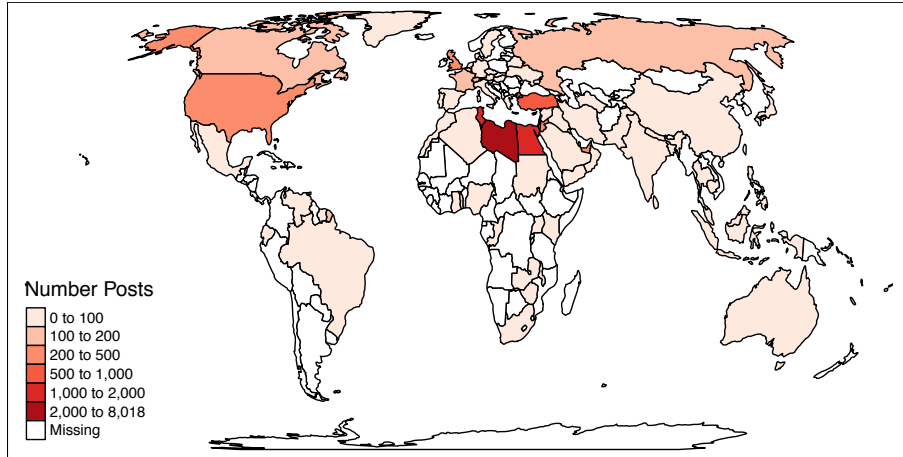 Number Posts
0 to 100
100 to 200
200 to 500
500 to 1,000
1,000 to 2,000
2,000 to 8,018
Missing